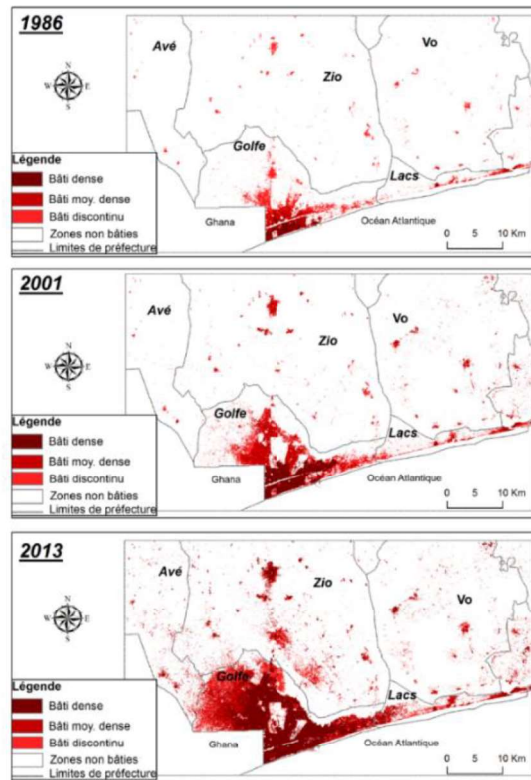 1986
Avé
Vo
N
W
E
S
Zio
Golfe
Légende
Lacs
Bâti dense
Bâti moy. dense
Bâti discontinu
Ghana
Océan Atlantique
Zones non bâties
Limites de préfecture
0 5 10 Km
2001
Avé
Vo
N
W
E
S
Zio
Golfe
Légende
Lacs
Bâti dense
Bâti moy. dense
Bâti discontinu
Ghana
Océan Atlantique
Zones non bâties
Limites de préfecture
0 5 10 Km
2013
Avé
Zio
Vo
N
W
E
S
Golfe
Légende
Lacs
Bâti dense
Bâti moy. dense
Bâti discontinu
Ghana
Océan Atlantique
Zones non bâties
Limites de préfecture
0 5 10 Km